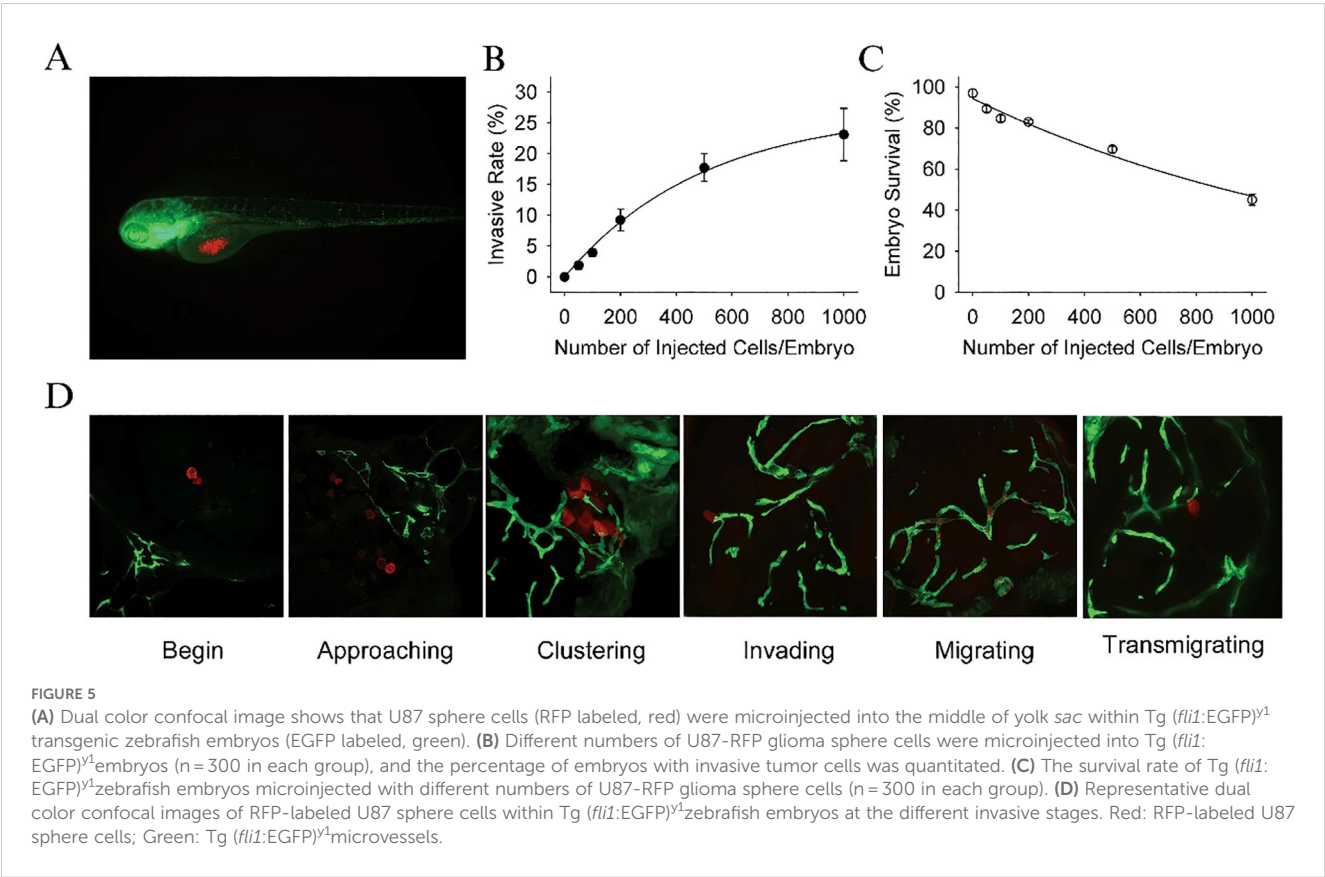 A
B
30
25
20
15
10
5
0
Invasive Rate (%)
0 200 400 600 800 1000
Number of Injected Cells/Embryo
C
100
80
60
40
20
0
Embryo Survival (%)
0 200 400 600 800 1000
Number of Injected Cells/Embryo
D
Begin Approaching Clustering Invading Migrating Transmigrating
FIGURE 5
(A) Dual color confocal image shows that U87 sphere cells (RFP labeled, red) were microinjected into the middle of yolk sac within Tg (fli1:EGFP)y1
transgenic zebrafish embryos (EGFP labeled, green). (B) Different numbers of U87-RFP glioma sphere cells were microinjected into Tg (fli1:
EGFP)y1embryos (n = 300 in each group), and the percentage of embryos with invasive tumor cells was quantitated. (C) The survival rate of Tg (fli1:
EGFP)y1zebrafish embryos microinjected with different numbers of U87-RFP glioma sphere cells (n = 300 in each group). (D) Representative dual
color confocal images of RFP-labeled U87 sphere cells within Tg (fli1:EGFP)y1zebrafish embryos at the different invasive stages. Red: RFP-labeled U87
sphere cells; Green: Tg (fli1:EGFP)y1microvessels.